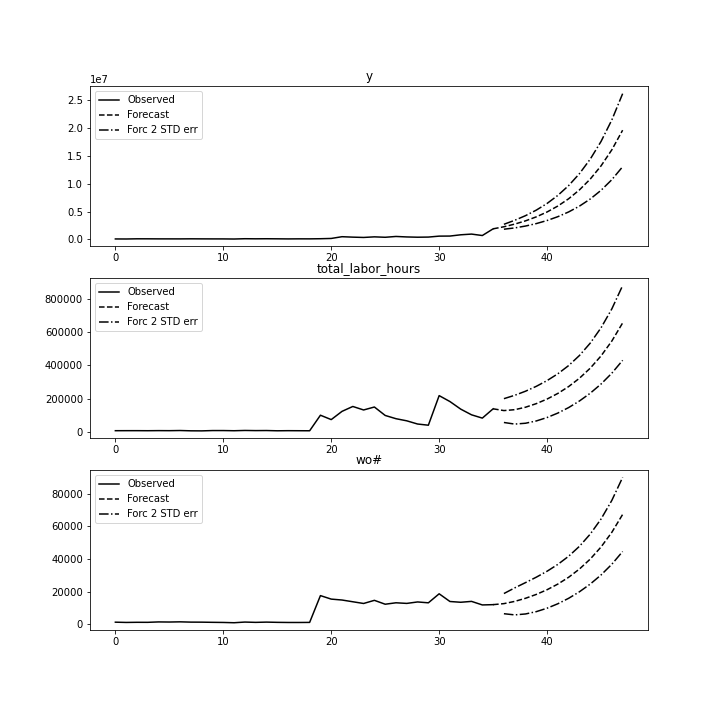 y
1e7
Observed
Forecast
Forc 2 STD err
2.5
2.0
1.5
1.0
0.5
0.0
0 10 20 30 40
total_labor_hours
Observed
Forecast
Forc 2 STD err
800000
600000
400000
200000
0
0 10 20 30 40
wo#
Observed
Forecast
Forc 2 STD err
80000
60000
40000
20000
0
0 10 20 30 40